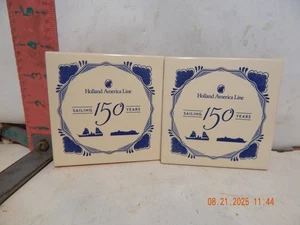 Holland America Line
SAILING 150 YEARS
Holland America Line
SAILING 150 YEARS
08.21.2025 11:44